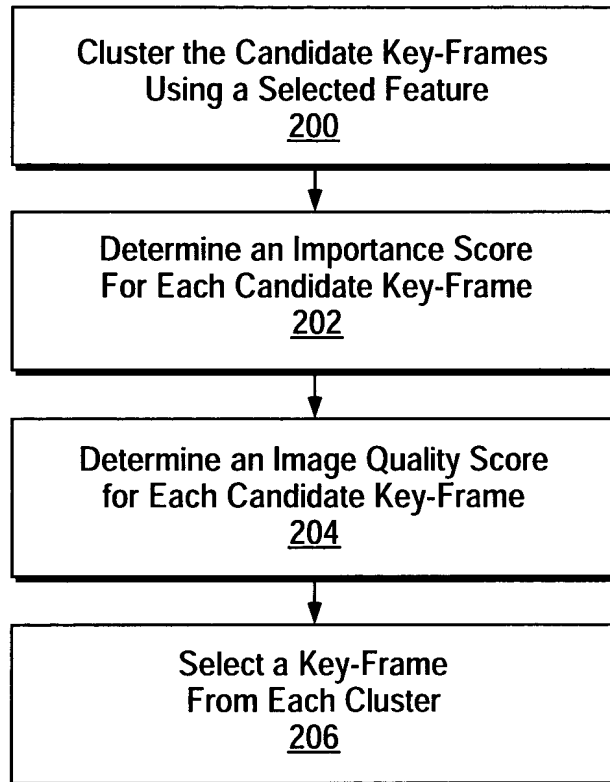 Cluster the Candidate Key-Frames
Using a Selected Feature
200
Determine an Importance Score
For Each Candidate Key-Frame
202
Determine an Image Quality Score
for Each Candidate Key-Frame
204
Select a Key-Frame
From Each Cluster
206